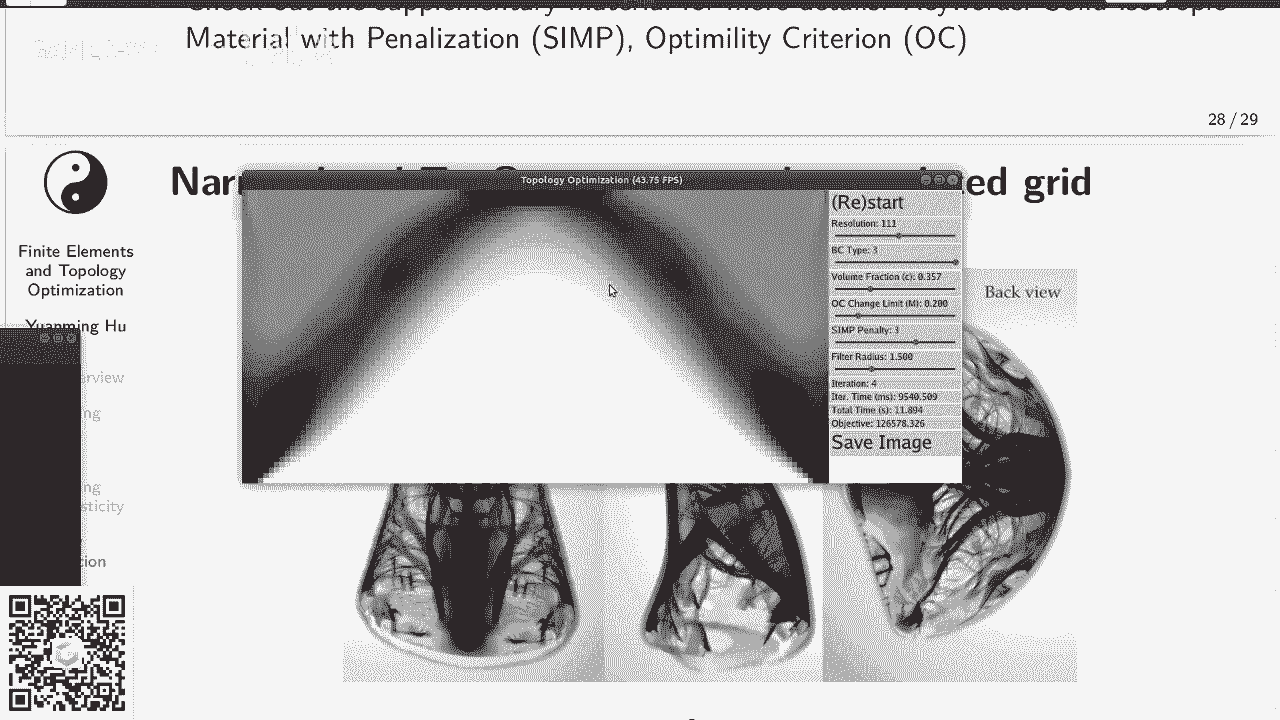 Material with Penalization (SIMP), Optimility Criterion (OC)
28 / 29
ed grid
Finite Elements
and Topology
Optimization
Yuanming Hu
Topology Optimization (43.75 FPS)
(Re)start
Resolution: 111
BC Type: 3
Volume Fraction (c): 0.357
OC Change Limit (M): 0.200
SIMP Penalty: 3
Filter Radius: 1.500
Iteration: 4
Iter. Time (ms): 9540.509
Total Time (s): 11.894
Objective: 126578.326
Save Image
Back view